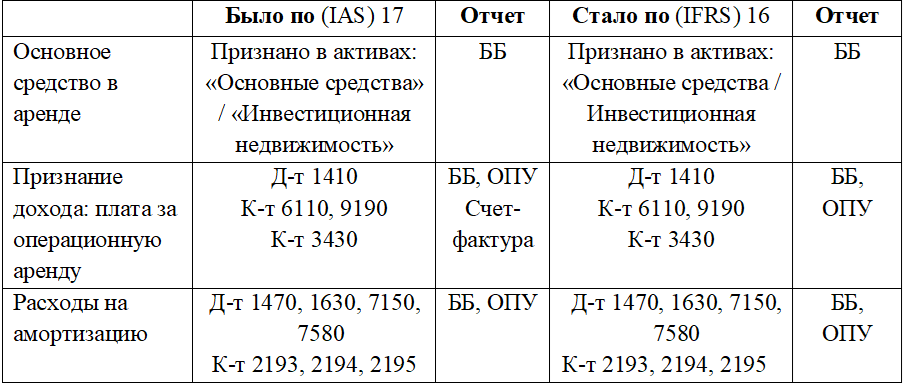 Было по (IAS) 17 Отчет Стало по (IFRS) 16 Отчет
Основное
средство в
аренде
Признано в активах:
«Основные средства»
/ «Инвестиционная
недвижимость»
ББ
Признано в активах:
«Основные средства /
Инвестиционная
недвижимость»
ББ
Признание
дохода: плата за
операционную
аренду
Д-т 1410
К-т 6110, 9190
К-т 3430
ББ, ОПУ
Счет-
фактура
Д-т 1410
К-т 6110, 9190
К-т 3430
ББ,
ОПУ
Расходы на
амортизацию
Д-т 1470, 1630, 7150,
7580
К-т 2193, 2194, 2195
ББ, ОПУ
Д-т 1470, 1630, 7150,
7580
К-т 2193, 2194, 2195
ББ,
ОПУ